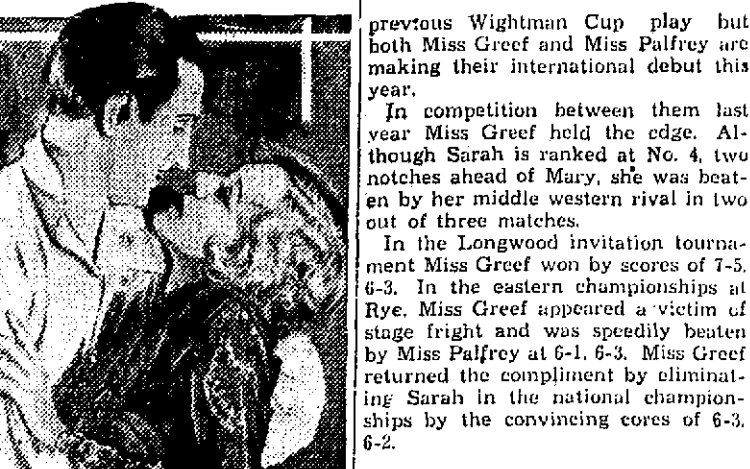 previous Wightman Cup play but
both Miss Greef and Miss Palfrey are
making their international debut this
year.
In competition between them last
year Miss Greef held the edge. Al-
though Sarah is ranked at No. 4, two
notches ahead of Mary, she was beat-
en by her middle western rival in two
out of three matches.
In the Longwood invitation tourna-
ment Miss Greef won by scores of 7-5,
6-3. In the eastern championships at
Rye, Miss Greef appeared a victim of
stage fright and was speedily beaten
by Miss Palfrey at 6-1, 6-3. Miss Greef
returned the compliment by eliminat-
ing Sarah in the national champion-
ships by the convincing cores of 6-3,
6-2.